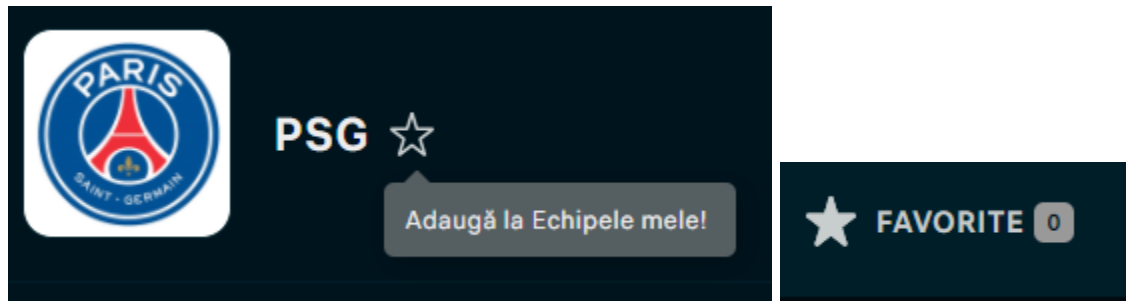 PARIS
SAINT-GERMAIN
PSG
Adaugă la Echipele mele!
FAVORITE 0